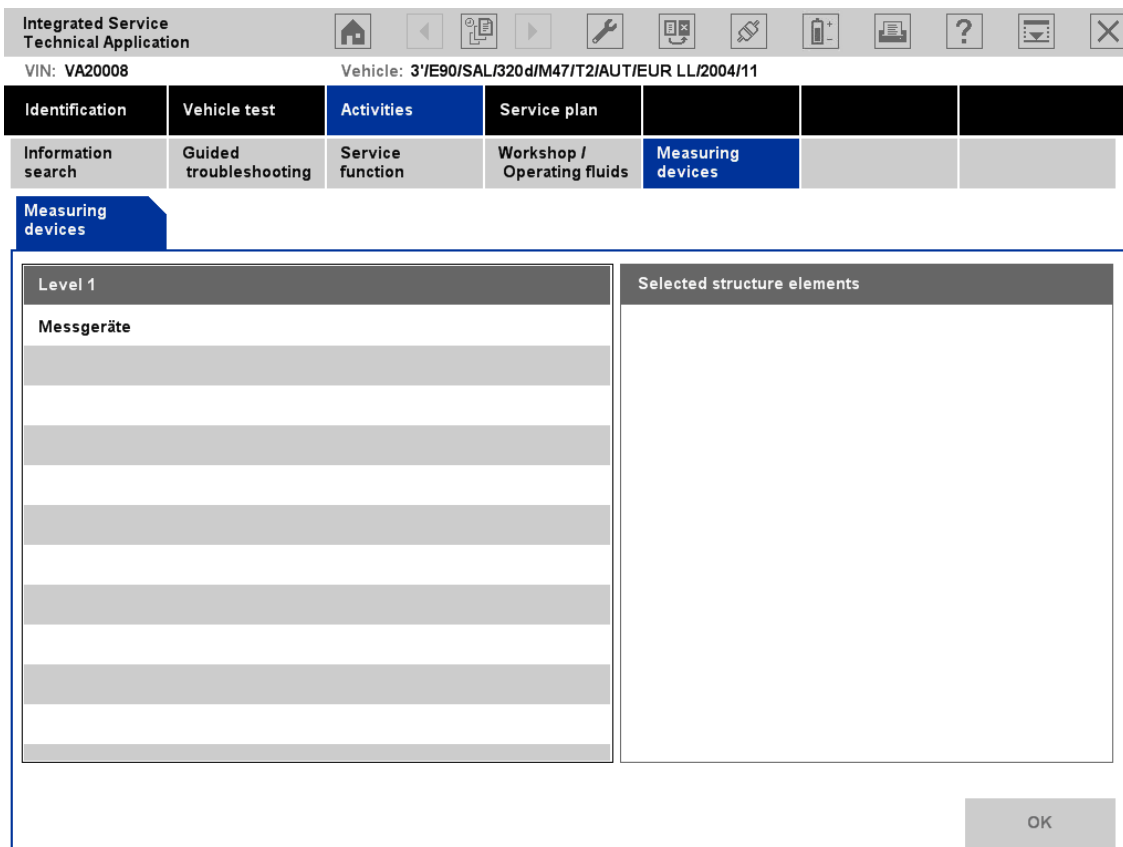 Integrated Service
Technical Application
VIN: VA20008 Vehicle: 3'/E90/SAL/320d/M47/T2/AUT/EUR LL/2004/11
Identification Vehicle test Activities Service plan
Information search Guided troubleshooting Service function Workshop / Operating fluids Measuring devices
Measuring
devices
Level 1 Selected structure elements
Messgeräte
OK